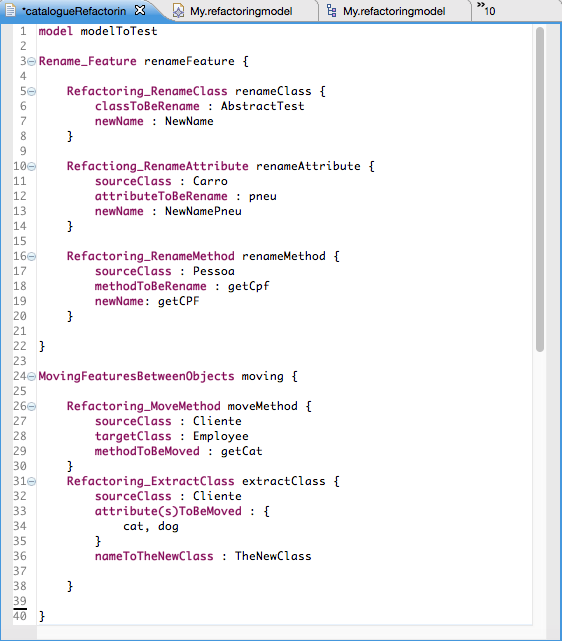 *catalogueRefactorin My.refactoringmodel My.refactoringmodel »10
1 model modelToTest
2
3 Rename_Feature renameFeature {
4
5 Refactoring_RenameClass renameClass {
6 classToBeRename : AbstractTest
7 newName : NewName
8 }
9
10 Refactiong_RenameAttribute renameAttribute {
11 sourceClass : Carro
12 attributeToBeRename : pneu
13 newName : NewNamePneu
14 }
15
16 Refactoring_RenameMethod renameMethod {
17 sourceClass : Pessoa
18 methodToBeRename : getCpf
19 newName: getCPF
20 }
21
22 }
23
24 MovingFeaturesBetweenObjects moving {
25
26 Refactoring_MoveMethod moveMethod {
27 sourceClass : Cliente
28 targetClass : Employee
29 methodToBeMoved : getCat
30 }
31 Refactoring_ExtractClass extractClass {
32 sourceClass : Cliente
33 attribute(s)ToBeMoved : {
34 cat, dog
35 }
36 nameToTheNewClass : TheNewClass
37
38 }
39
40 }